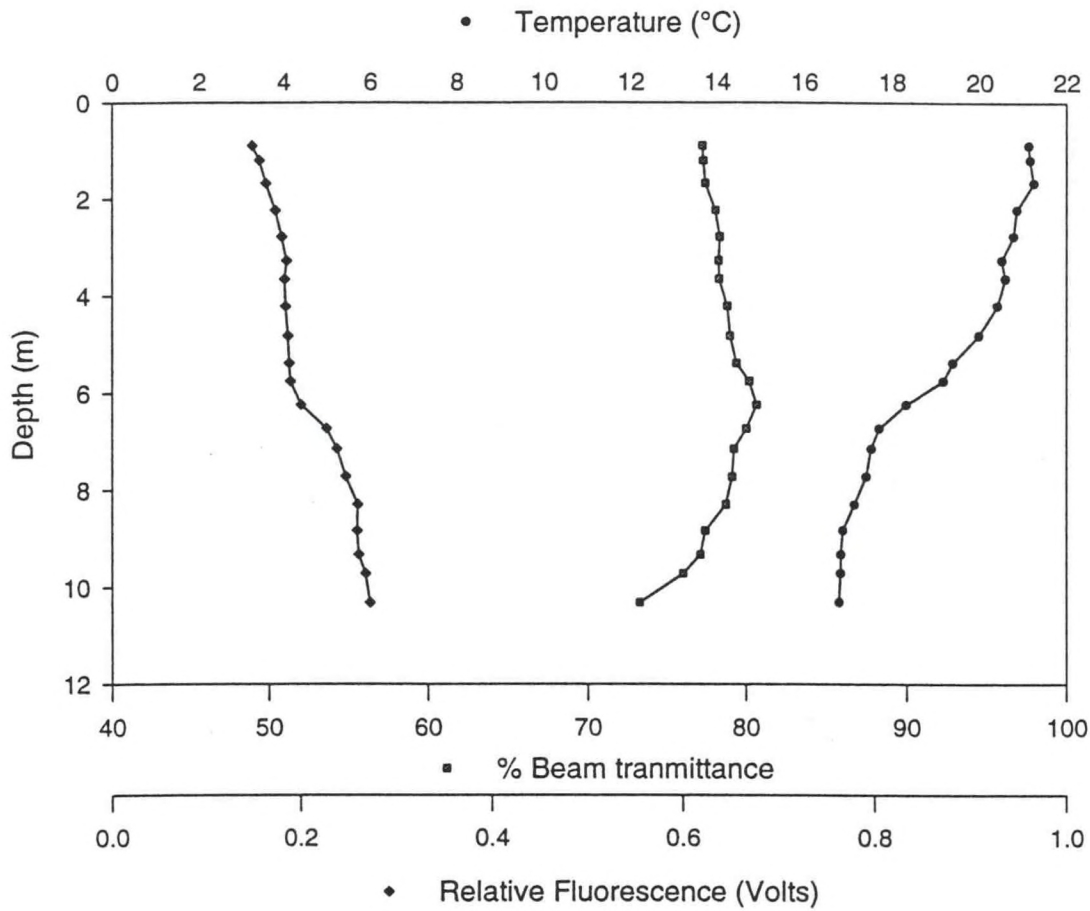 Temperature (°C)
0 2 4 6 8 10 12 14 16 18 20 22
0
2
4
6
8
10
12
Depth (m)
40 50 60 70 80 90 100
% Beam tranmittance
0.0 0.2 0.4 0.6 0.8 1.0
Relative Fluorescence (Volts)